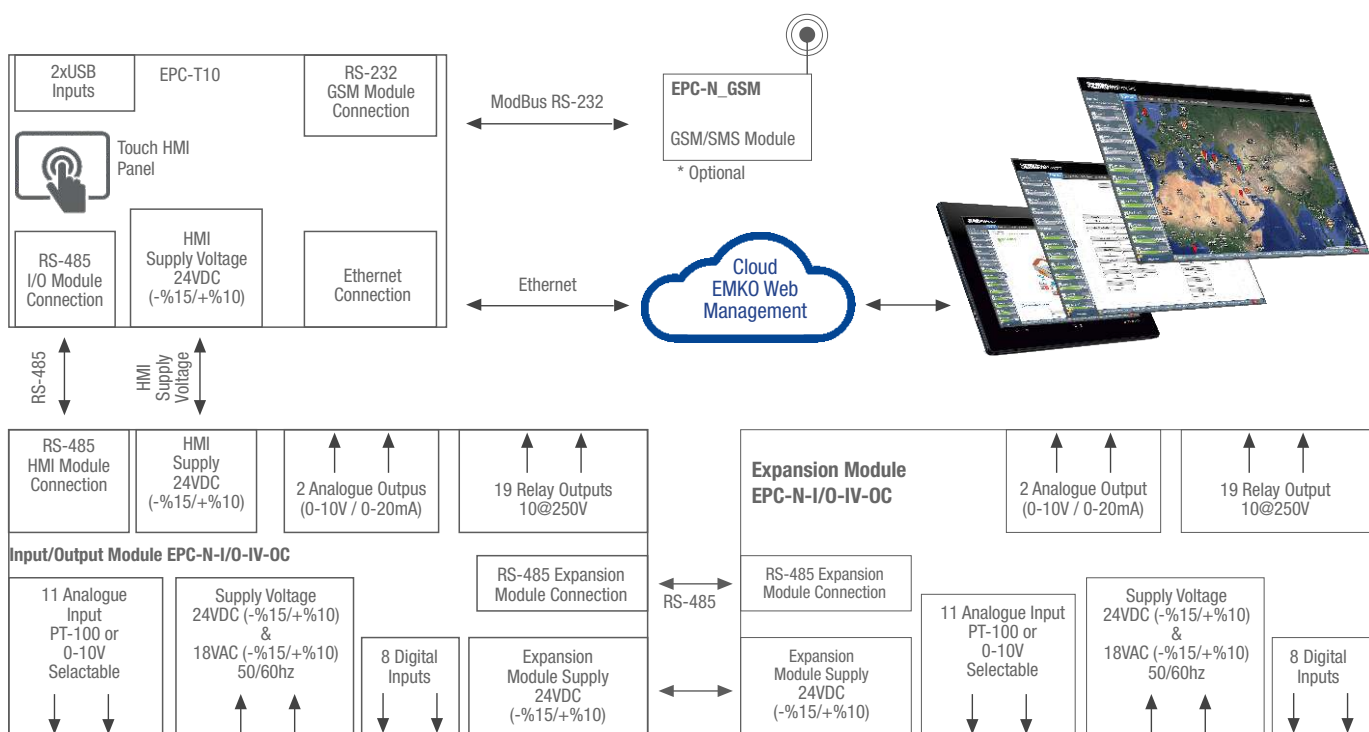 2xUSB
Inputs
EPC-T10
RS-232
GSM Module
Connection
Touch HMI
Panel
RS-485
I/O Module
Connection
HMI
Supply Voltage
24VDC
(-%15/+%10)
Ethernet
Connection
ModBus RS-232
EPC-N_GSM
GSM/SMS Module
* Optional
Ethernet
Cloud
EMKO Web
Management
RS-485
HMI
Supply
Voltage
RS-485
HMI Module
Connection
HMI
Supply
24VDC
(-%15/+%10)
2 Analogue Outpus
(0-10V / 0-20mA)
19 Relay Outputs
10@250V
Input/Output Module EPC-N-I/O-IV-OC
RS-485 Expansion
Module Connection
11 Analogue
Input
PT-100 or
0-10V
Selectable
Supply Voltage
24VDC (-%15/+%10)
&
18VAC (-%15/+%10)
50/60hz
8 Digital
Inputs
Expansion
Module Supply
24VDC
(-%15/+%10)
RS-485
Expansion Module
EPC-N-I/O-IV-OC
2 Analogue Output
(0-10V / 0-20mA)
19 Relay Output
10@250V
RS-485 Expansion
Module Connection
Expansion
Module Supply
24VDC
(-%15/+%10)
11 Analogue Input
PT-100 or
0-10V
Selectable
Supply Voltage
24VDC (-%15/+%10)
&
18VAC (-%15/+%10)
50/60hz
8 Digital
Inputs